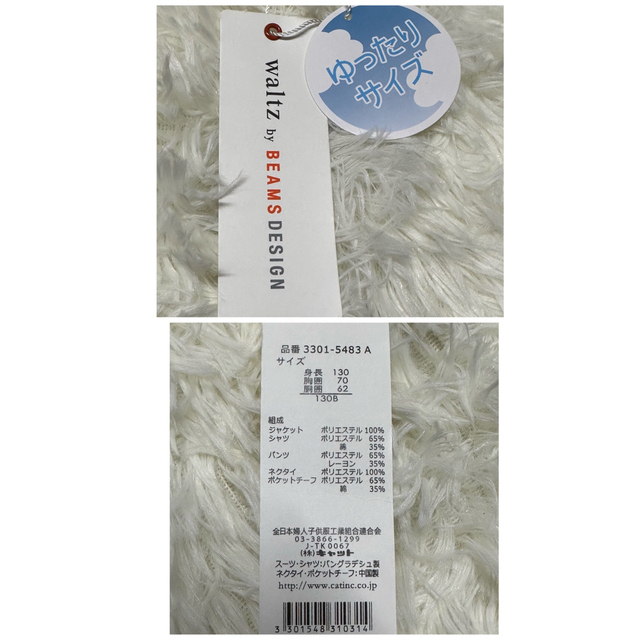 waltz by BEAMS DESIGN
ゆったり
サイズ
品番 3301-5483 A
サイズ
身長 130
胸囲 70
胴囲 62
130B
組成
ジャケット ポリエステル 100%
シャツ ポリエステル 65%
綿 35%
パンツ ポリエステル 65%
レーヨン 35%
ネクタイ ポリエステル 100%
ポケットチーフ ポリエステル 65%
綿 35%
全日本婦人子供服工業組合連合会
03-3866-1299
J-TK0067
(株)キャット
スーツ・シャツ:バングラデシュ製
ネクタイ・ポケットチーフ:中国製
http://www.catinc.co.jp
3 301548 310314